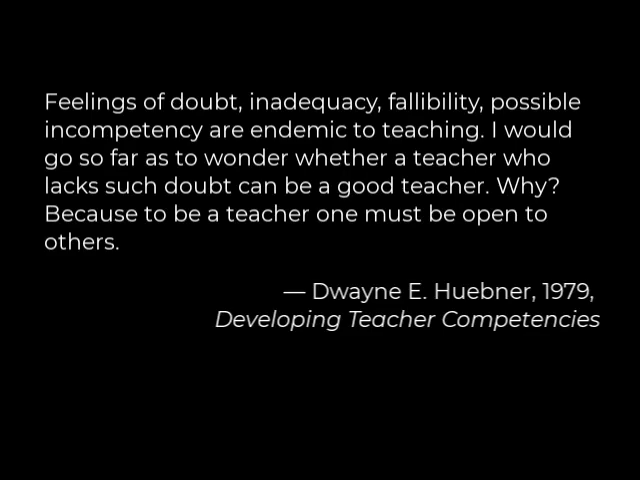 Feelings of doubt, inadequacy, fallibility, possible
incompetency are endemic to teaching. I would
go so far as to wonder whether a teacher who
lacks such doubt can be a good teacher. Why?
Because to be a teacher one must be open to
others.
— Dwayne E. Huebner, 1979,
Developing Teacher Competencies